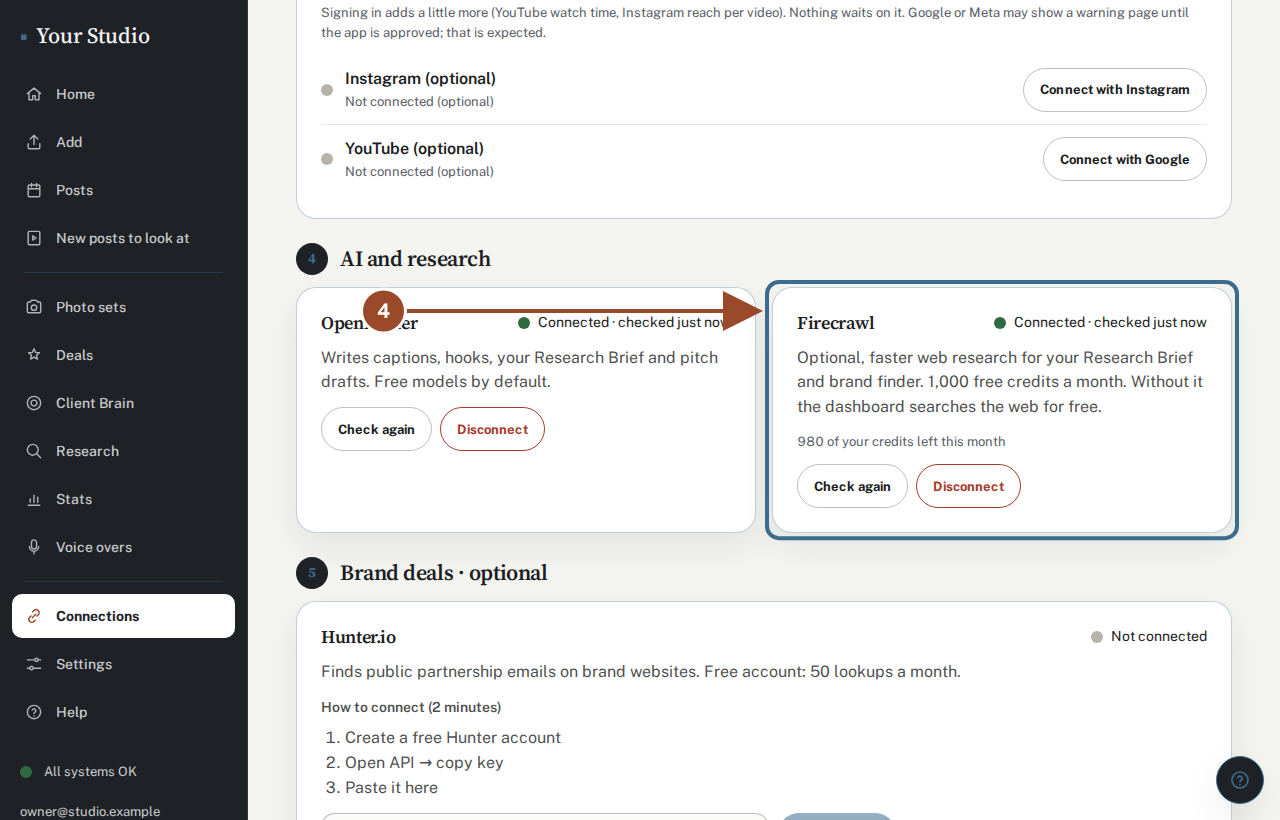 Your Studio
Home
Add
Posts
New posts to look at
Photo sets
Deals
Client Brain
Research
Stats
Voice overs
Connections
Settings
Help
All systems OK
owner@studio.example
Signing in adds a little more (YouTube watch time, Instagram reach per video). Nothing waits on it. Google or Meta may show a warning page until
the app is approved; that is expected.
Instagram (optional)
Not connected (optional)
Connect with Instagram
YouTube (optional)
Not connected (optional)
Connect with Google
4 AI and research
4
Connected · checked just now
Writes captions, hooks, your Research Brief and pitch
drafts. Free models by default.
Check again
Disconnect
Firecrawl
Connected · checked just now
Optional, faster web research for your Research Brief
and brand finder. 1,000 free credits a month. Without it
the dashboard searches the web for free.
980 of your credits left this month
Check again
Disconnect
5 Brand deals · optional
Hunter.io
Not connected
Finds public partnership emails on brand websites. Free account: 50 lookups a month.
How to connect (2 minutes)
1. Create a free Hunter account
2. Open API → copy key
3. Paste it here